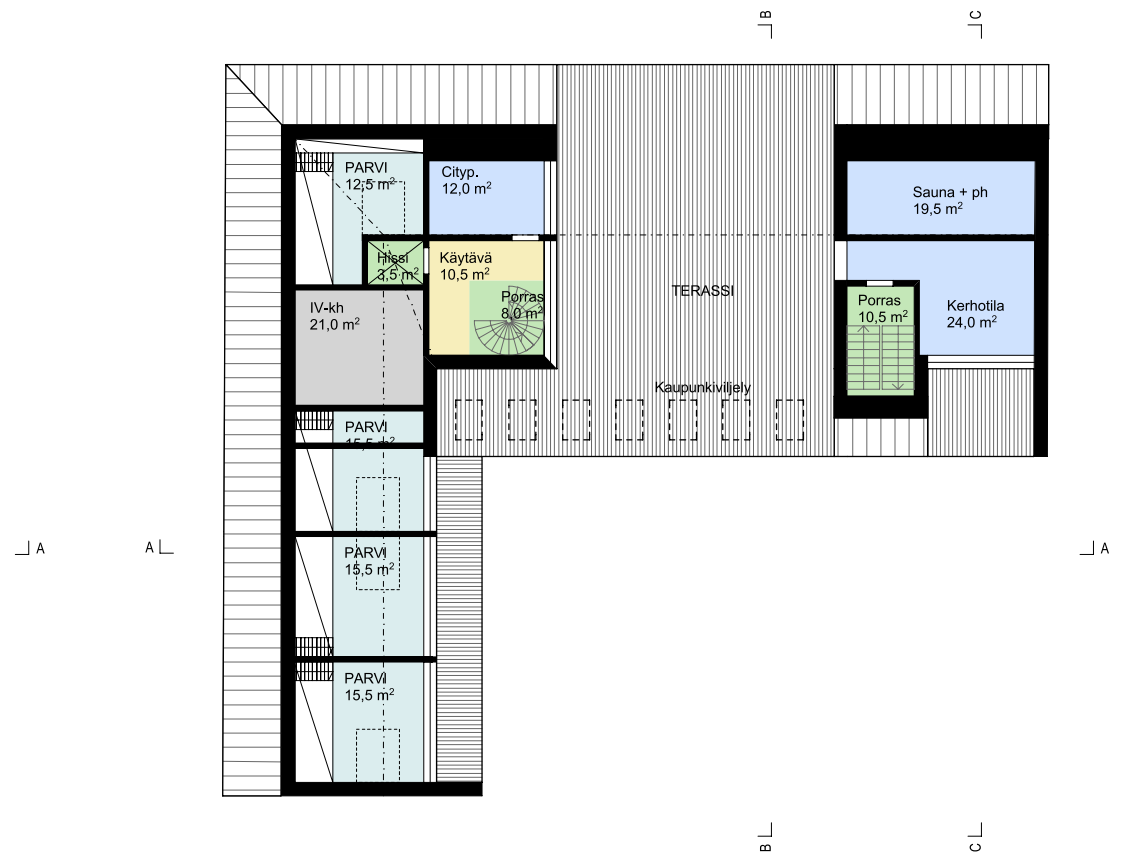 B
C
PARVI
12,5 m²
Cityp.
12,0 m²
Sauna + ph
19,5 m²
Hissi
3,5 m²
Käytävä
10,5 m²
Porras
8,0 m²
TERASSI
IV-kh
21,0 m²
Porras
10,5 m²
Kerhotila
24,0 m²
Kaupunkiviljely
PARVI
15,5 m²
A
A
A
PARVI
15,5 m²
PARVI
15,5 m²
B
C